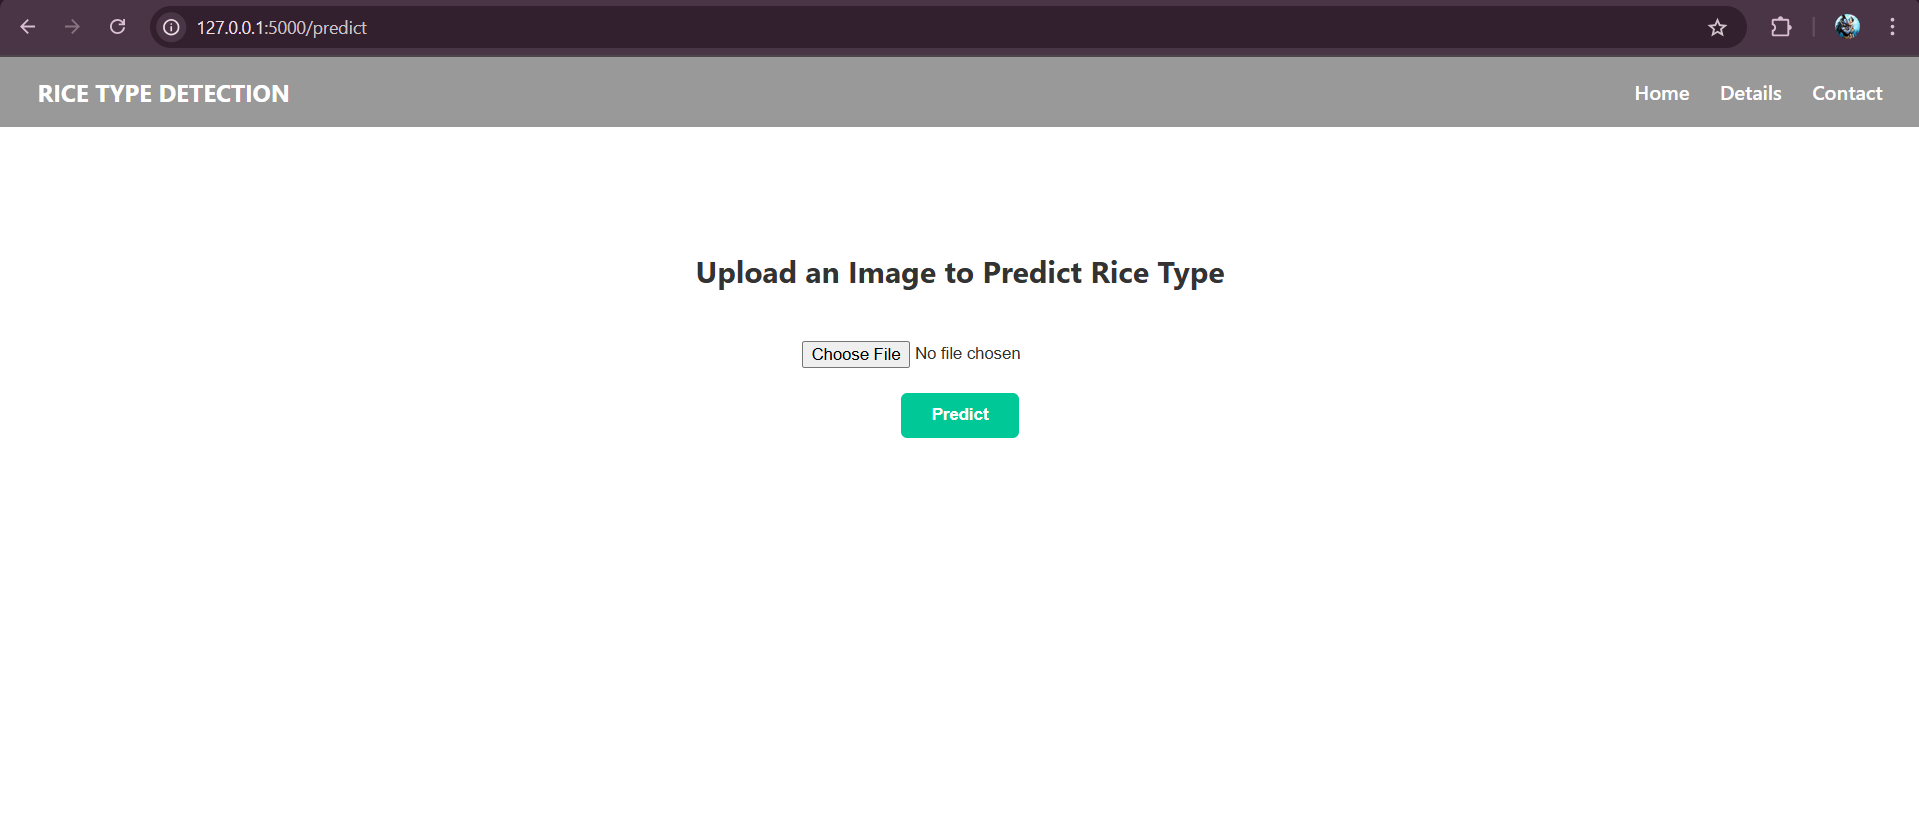 127.0.0.1:5000/predict
RICE TYPE DETECTION
Home Details Contact
Upload an Image to Predict Rice Type
Choose File No file chosen
Predict